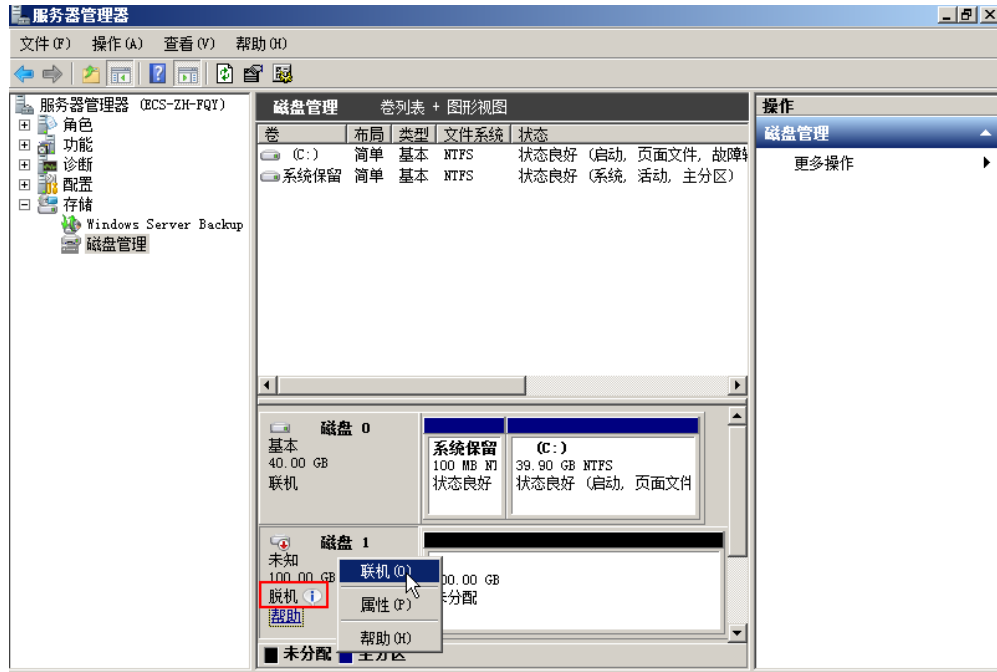 服务器管理器
文件(F) 操作(A) 查看(V) 帮助(H)
服务器管理器 (ECS-ZH-FQY)
角色
功能
诊断
配置
存储
Windows Server Backup
磁盘管理
磁盘管理 卷列表 + 图形视图
卷 布局 类型 文件系统 状态
(C:) 简单 基本 NTFS 状态良好 (启动, 页面文件, 故障
系统保留 简单 基本 NTFS 状态良好 (系统, 活动, 主分区)
磁盘 0
基本
40.00 GB
联机
系统保留
100 MB NT
状态良好
(C:)
39.90 GB NTFS
状态良好 (启动, 页面文件
磁盘 1
未知
100.00 GB
脱机
帮助
00.00 GB
分配
联机(O)
属性(P)
帮助(H)
未分配 主分区
操作
磁盘管理
更多操作